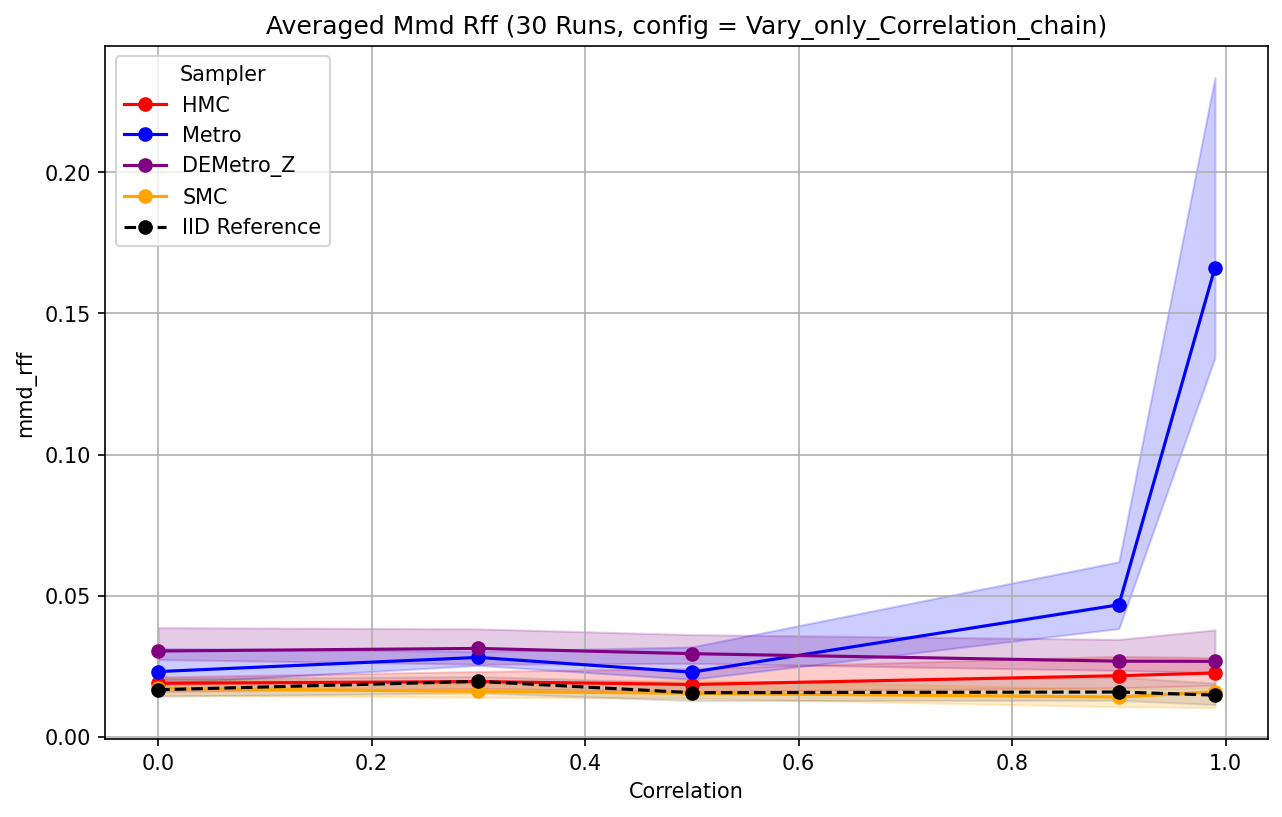 Averaged Mmd Rff (30 Runs, config = Vary_only_Correlation_chain)
Sampler
HMC
Metro
DEMetro_Z
SMC
IID Reference
mmd_rff
0.20
0.15
0.10
0.05
0.00
0.0 0.2 0.4 0.6 0.8 1.0
Correlation